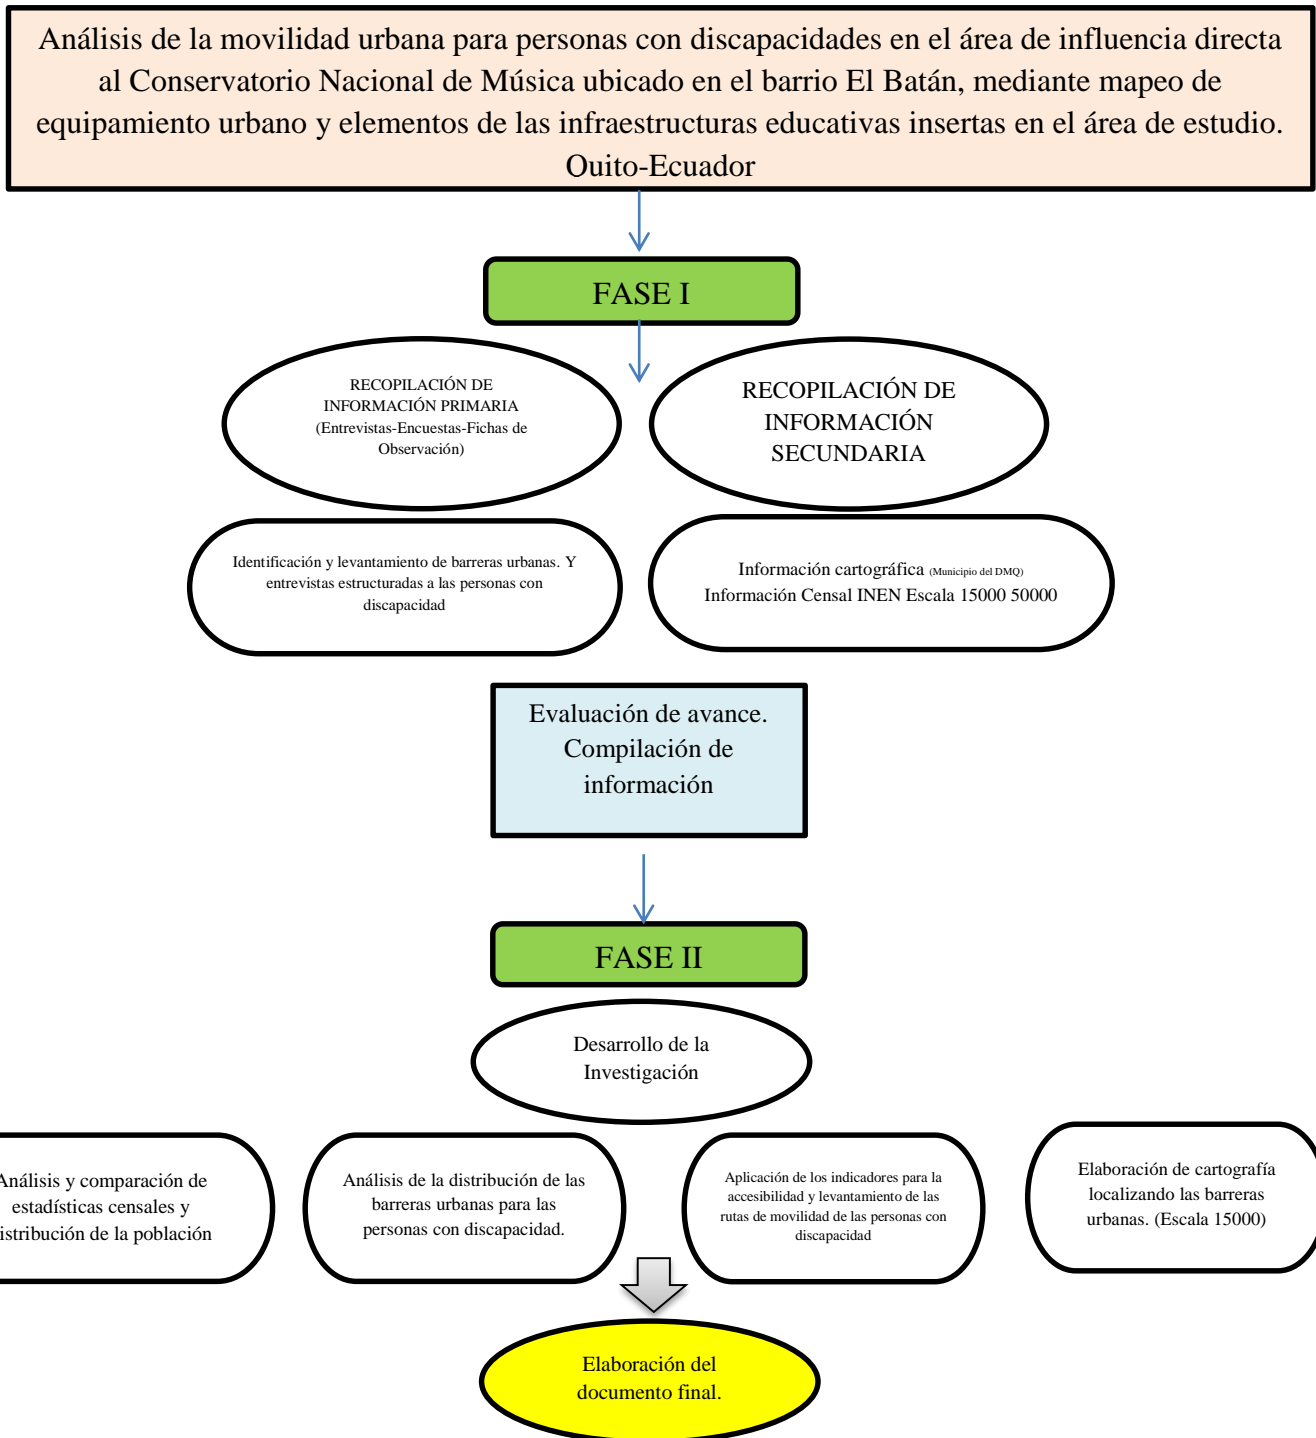 Análisis de la movilidad urbana para personas con discapacidades en el área de influencia directa
al Conservatorio Nacional de Música ubicado en el barrio El Batán, mediante mapeo de
equipamiento urbano y elementos de las infraestructuras educativas insertas en el área de estudio.
Quito-Ecuador
FASE I
RECOPILACIÓN DE
INFORMACIÓN PRIMARIA
(Entrevistas-Encuestas-Fichas de
Observación)
RECOPILACIÓN DE
INFORMACIÓN
SECUNDARIA
Identificación y levantamiento de barreras urbanas. Y
entrevistas estructuradas a las personas con
discapacidad
Información cartográfica (Municipio del DMQ)
Información Censal INEN Escala 15000 50000
Evaluación de avance.
Compilación de
información
FASE II
Desarrollo de la
Investigación
Análisis y comparación de
estadísticas censales y
istribución de la población
Análisis de la distribución de las
barreras urbanas para las
personas con discapacidad.
Aplicación de los indicadores para la
accesibilidad y levantamiento de las
rutas de movilidad de las personas con
discapacidad
Elaboración de cartografía
localizando las barreras
urbanas. (Escala 15000)
Elaboración del
documento final.